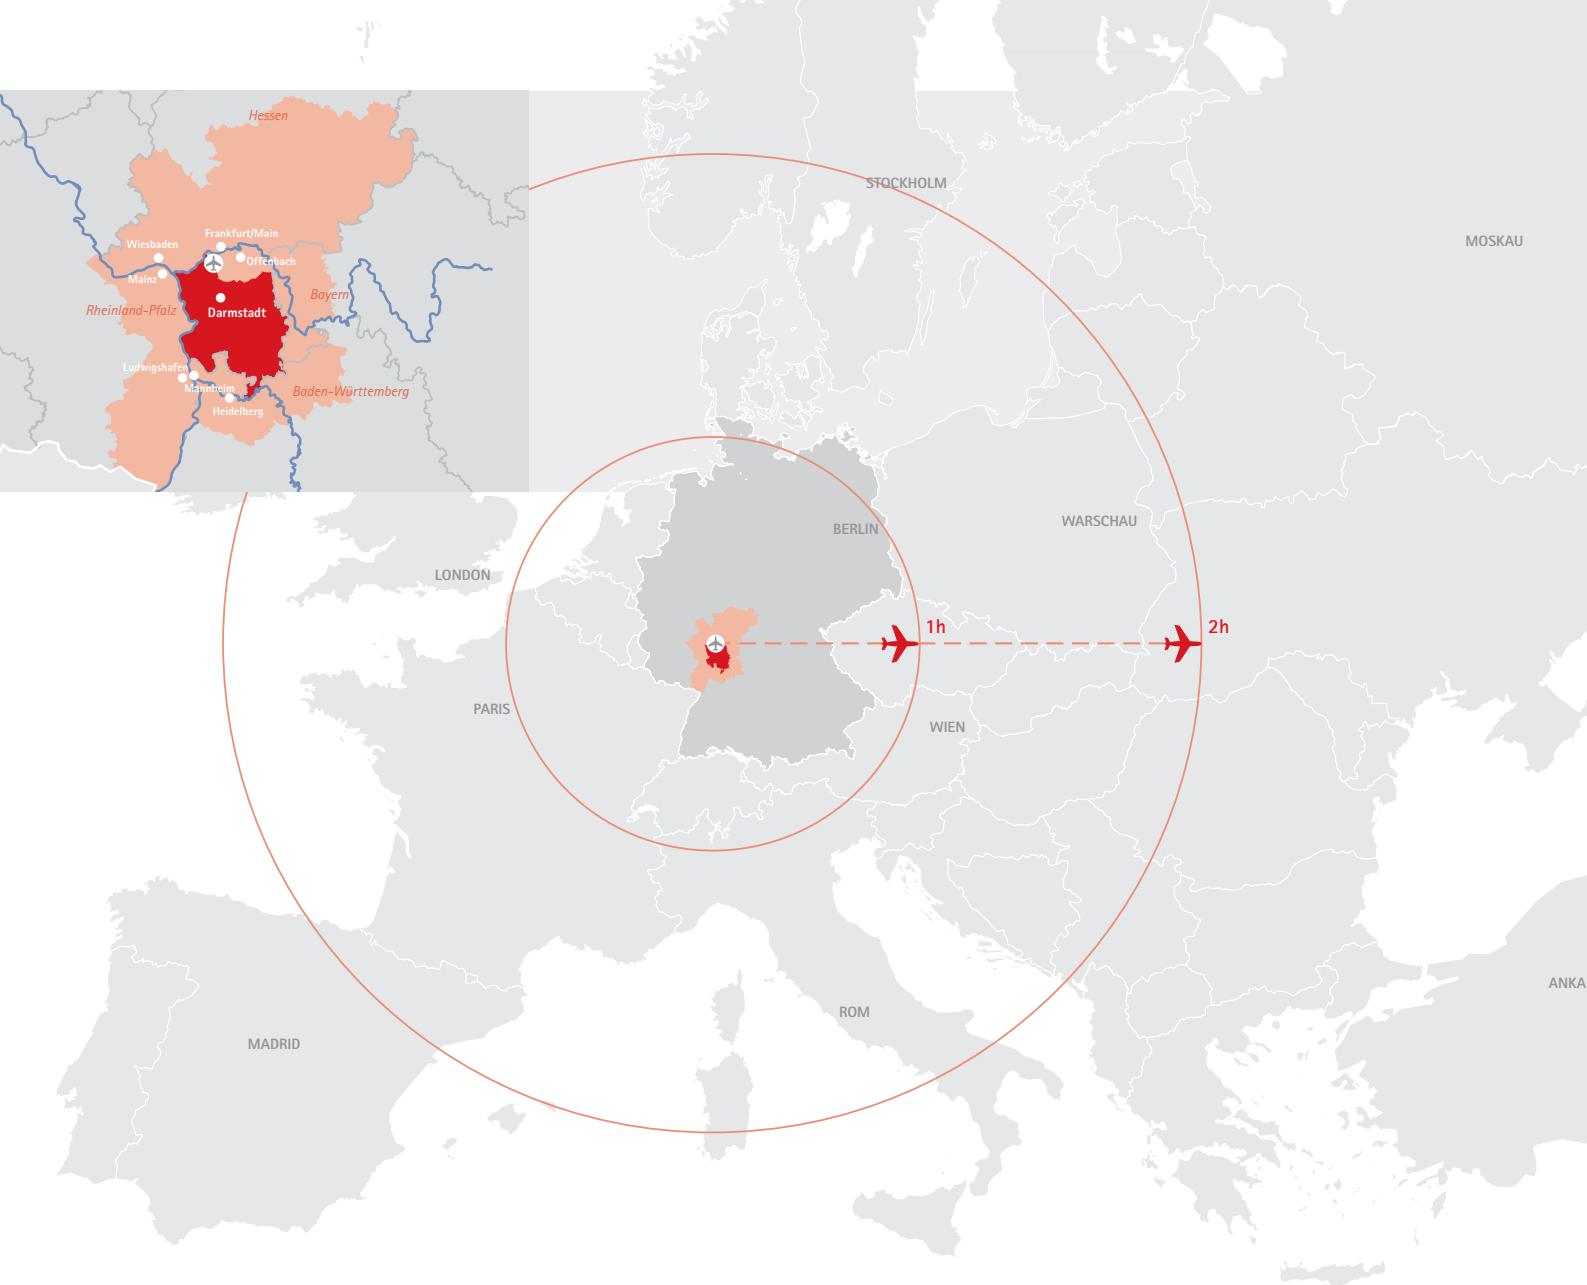 Hessen
Frankfurt/Main
Wiesbaden
Offenbach
Mainz
Bayern
Rheinland-Pfalz
Darmstadt
Ludwigshafen
Mannheim
Baden-Württemberg
Heidelberg
STOCKHOLM
MOSKAU
WARSCHAU
BERLIN
LONDON
1h
2h
PARIS
WIEN
ANKA
ROM
MADRID